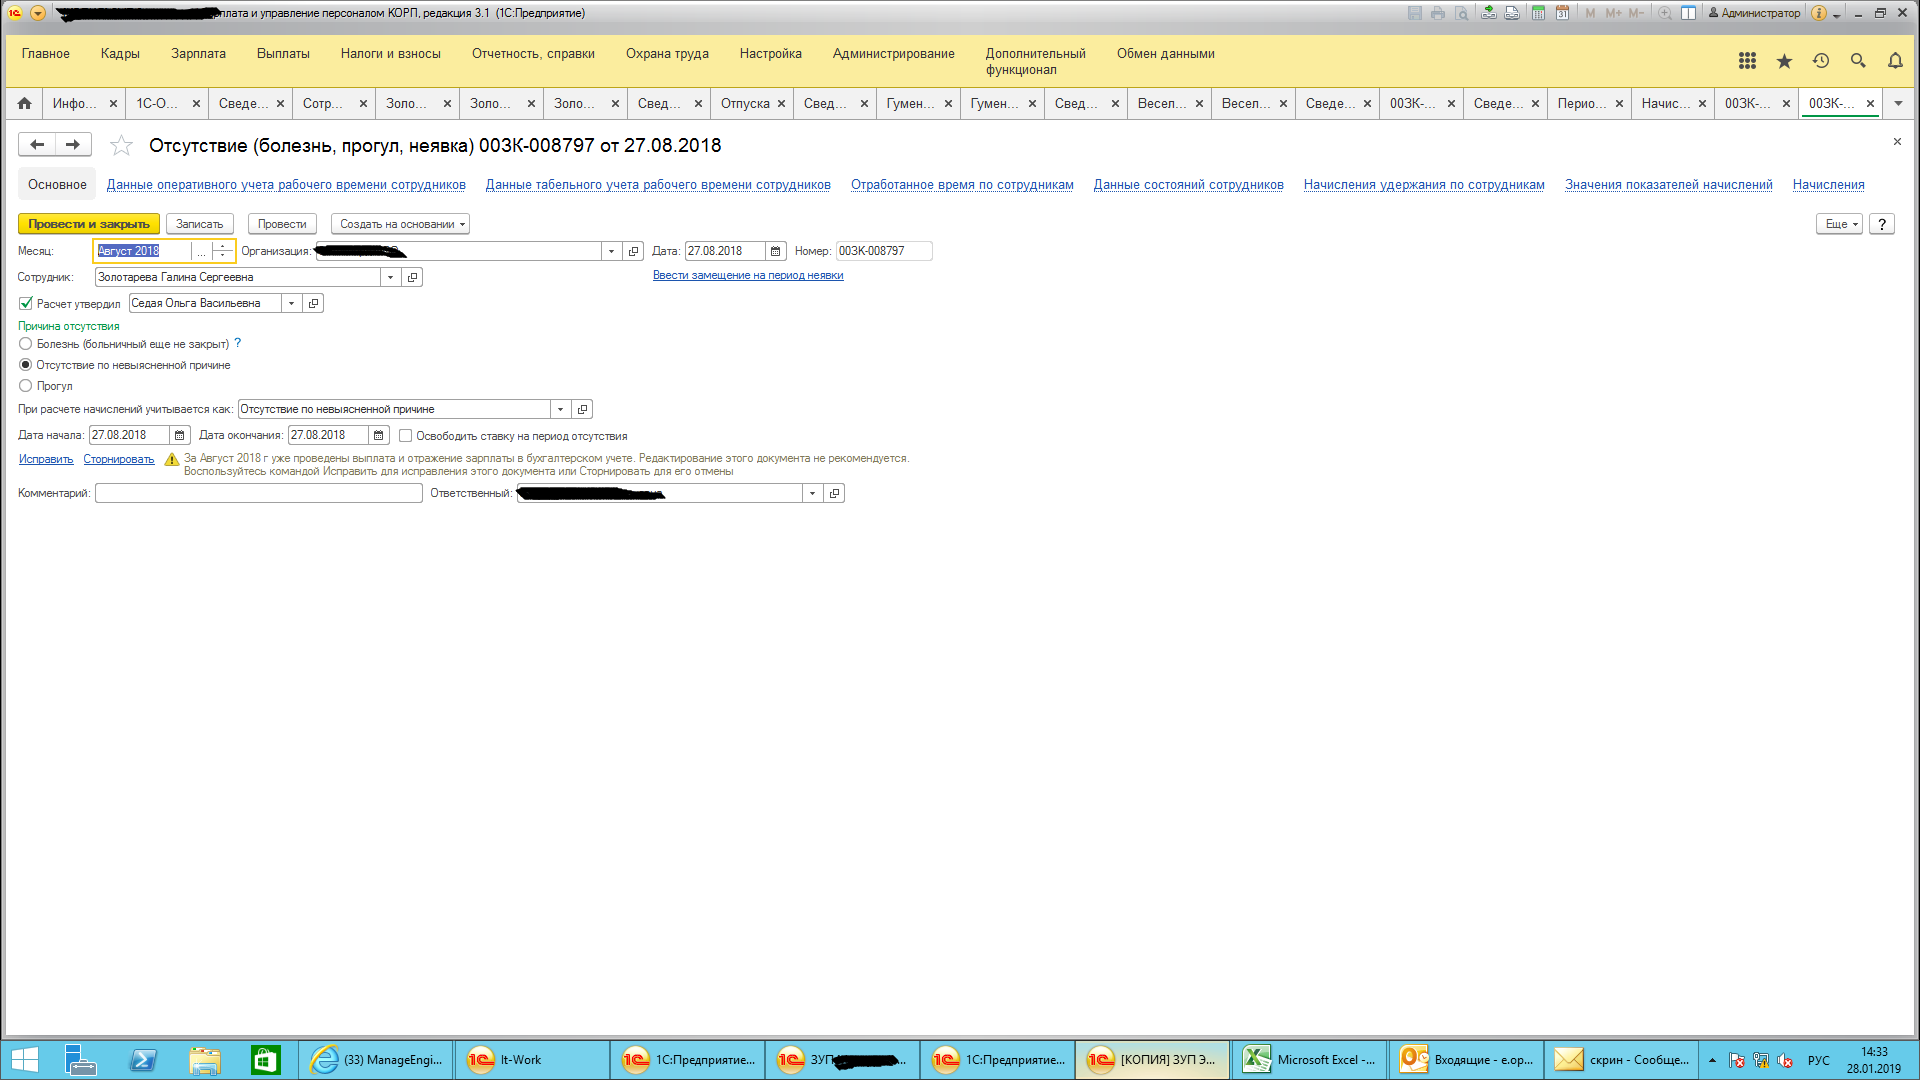 рплата и управление персоналом КОРП, редакция 3.1 (1С:Предприятие)
M M+ M- Администратор
Главное Кадры Зарплата Выплаты Налоги и взносы Отчетность, справки Охрана труда Настройка Администрирование Дополнительный функционал Обмен данными
Инфо... 1С-О... Сведе... Сотр... Золо... Золо... Золо... Свед... Отпуска Свед... Гумен... Гумен... Свед... Весел... Весел... Сведе... 00ЗК-... Сведе... Перио... Начис... 00ЗК-... 00ЗК-...
Отсутствие (болезнь, прогул, неявка) 00ЗК-008797 от 27.08.2018
Основное Данные оперативного учета рабочего времени сотрудников Данные табельного учета рабочего времени сотрудников Отработанное время по сотрудникам Данные состояний сотрудников Начисления удержания по сотрудникам Значения показателей начислений Начисления
Провести и закрыть Записать Провести Создать на основании Еще ?
Месяц: Август 2018 ... Организация: Дата: 27.08.2018 Номер: 00ЗК-008797
Сотрудник: Золотарева Галина Сергеевна Ввести замещение на период неявки
Расчет утвердил Седая Ольга Васильевна
Причина отсутствия
Болезнь (больничный еще не закрыт) ?
Отсутствие по невыясненной причине
Прогул
При расчете начислений учитывается как: Отсутствие по невыясненной причине
Дата начала: 27.08.2018 Дата окончания: 27.08.2018 Освободить ставку на период отсутствия
Исправить Сторнировать За Август 2018 г уже проведены выплата и отражение зарплаты в бухгалтерском учете. Редактирование этого документа не рекомендуется.
Воспользуйтесь командой Исправить для исправления этого документа или Сторнировать для его отмены
Комментарий: Ответственный:
(33) ManageEngi... It-Work 1С:Предприятие... ЗУП ... 1С:Предприятие... [КОПИЯ] ЗУП Э... Microsoft Excel -... Входящие - e.op... скрин - Сообще... РУС 14:33
28.01.2019